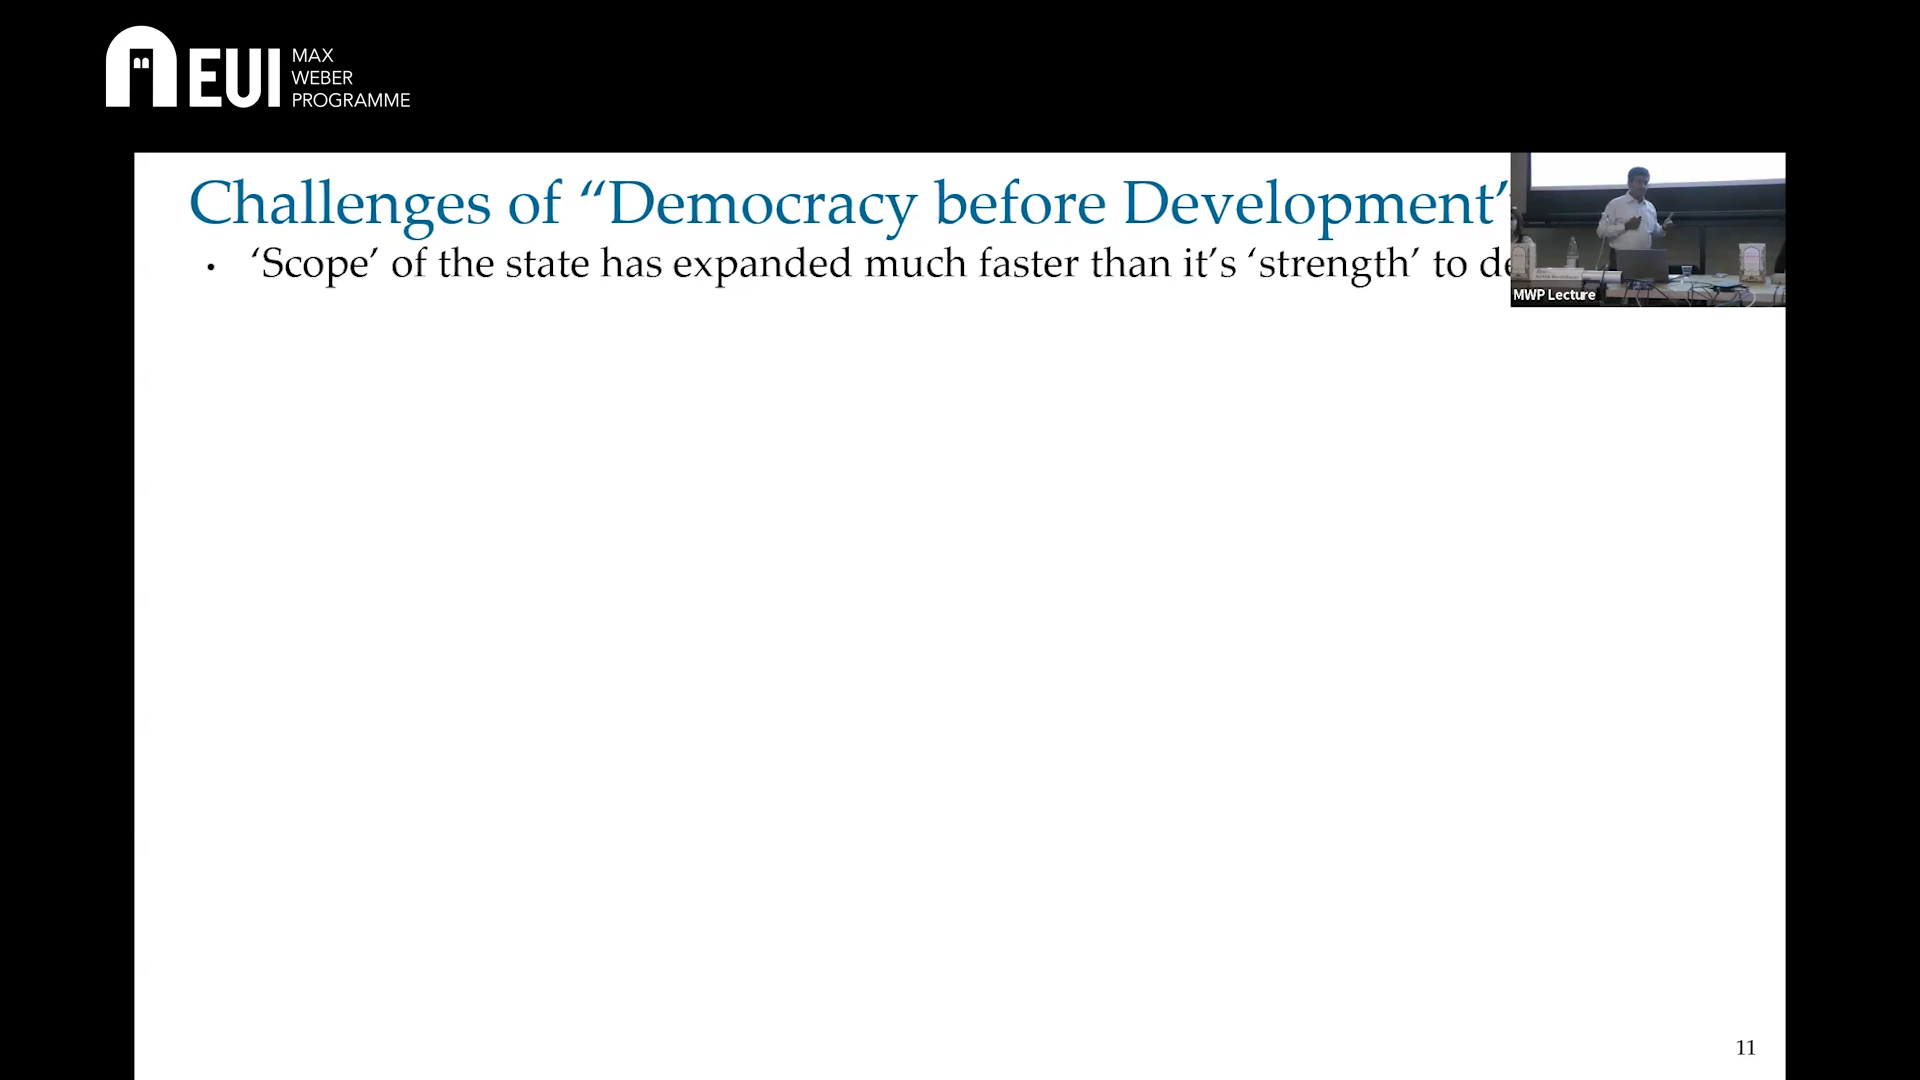 EUI
MAX
WEBER
PROGRAMME
Challenges of “Democracy before Development”
• ‘Scope’ of the state has expanded much faster than it’s ‘strength’ to
MWP Lecture
11